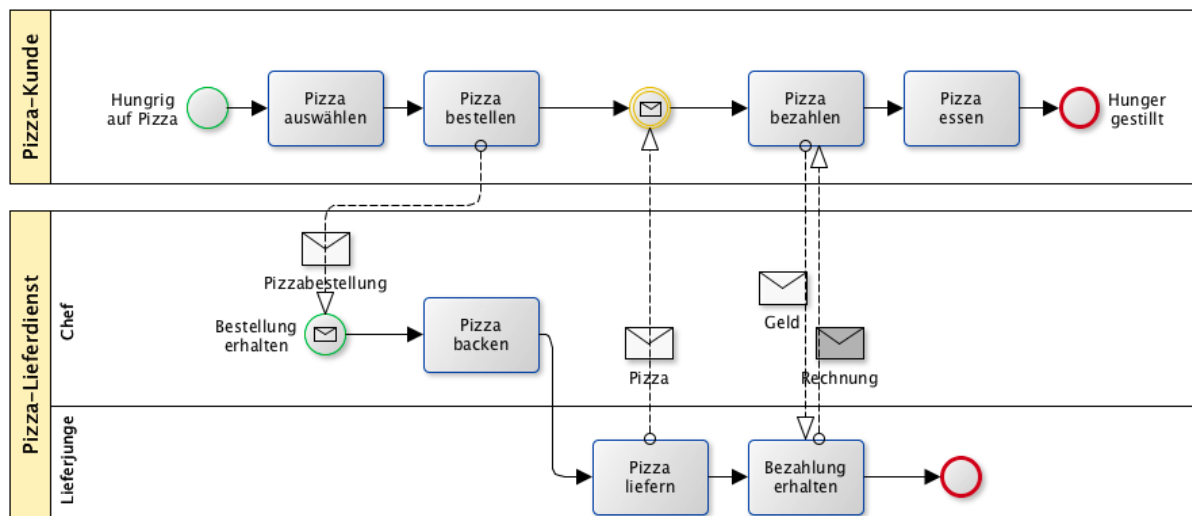 Pizza-Kunde
Hungrig
auf Pizza
Pizza
auswählen
Pizza
bestellen
Pizza
bezahlen
Pizza
essen
Hunger
gestillt
Pizza-Lieferdienst
Chef
Pizzabestellung
Bestellung
erhalten
Pizza
backen
Pizza
Geld
Rechnung
Lieferjunge
Pizza
liefern
Bezahlung
erhalten